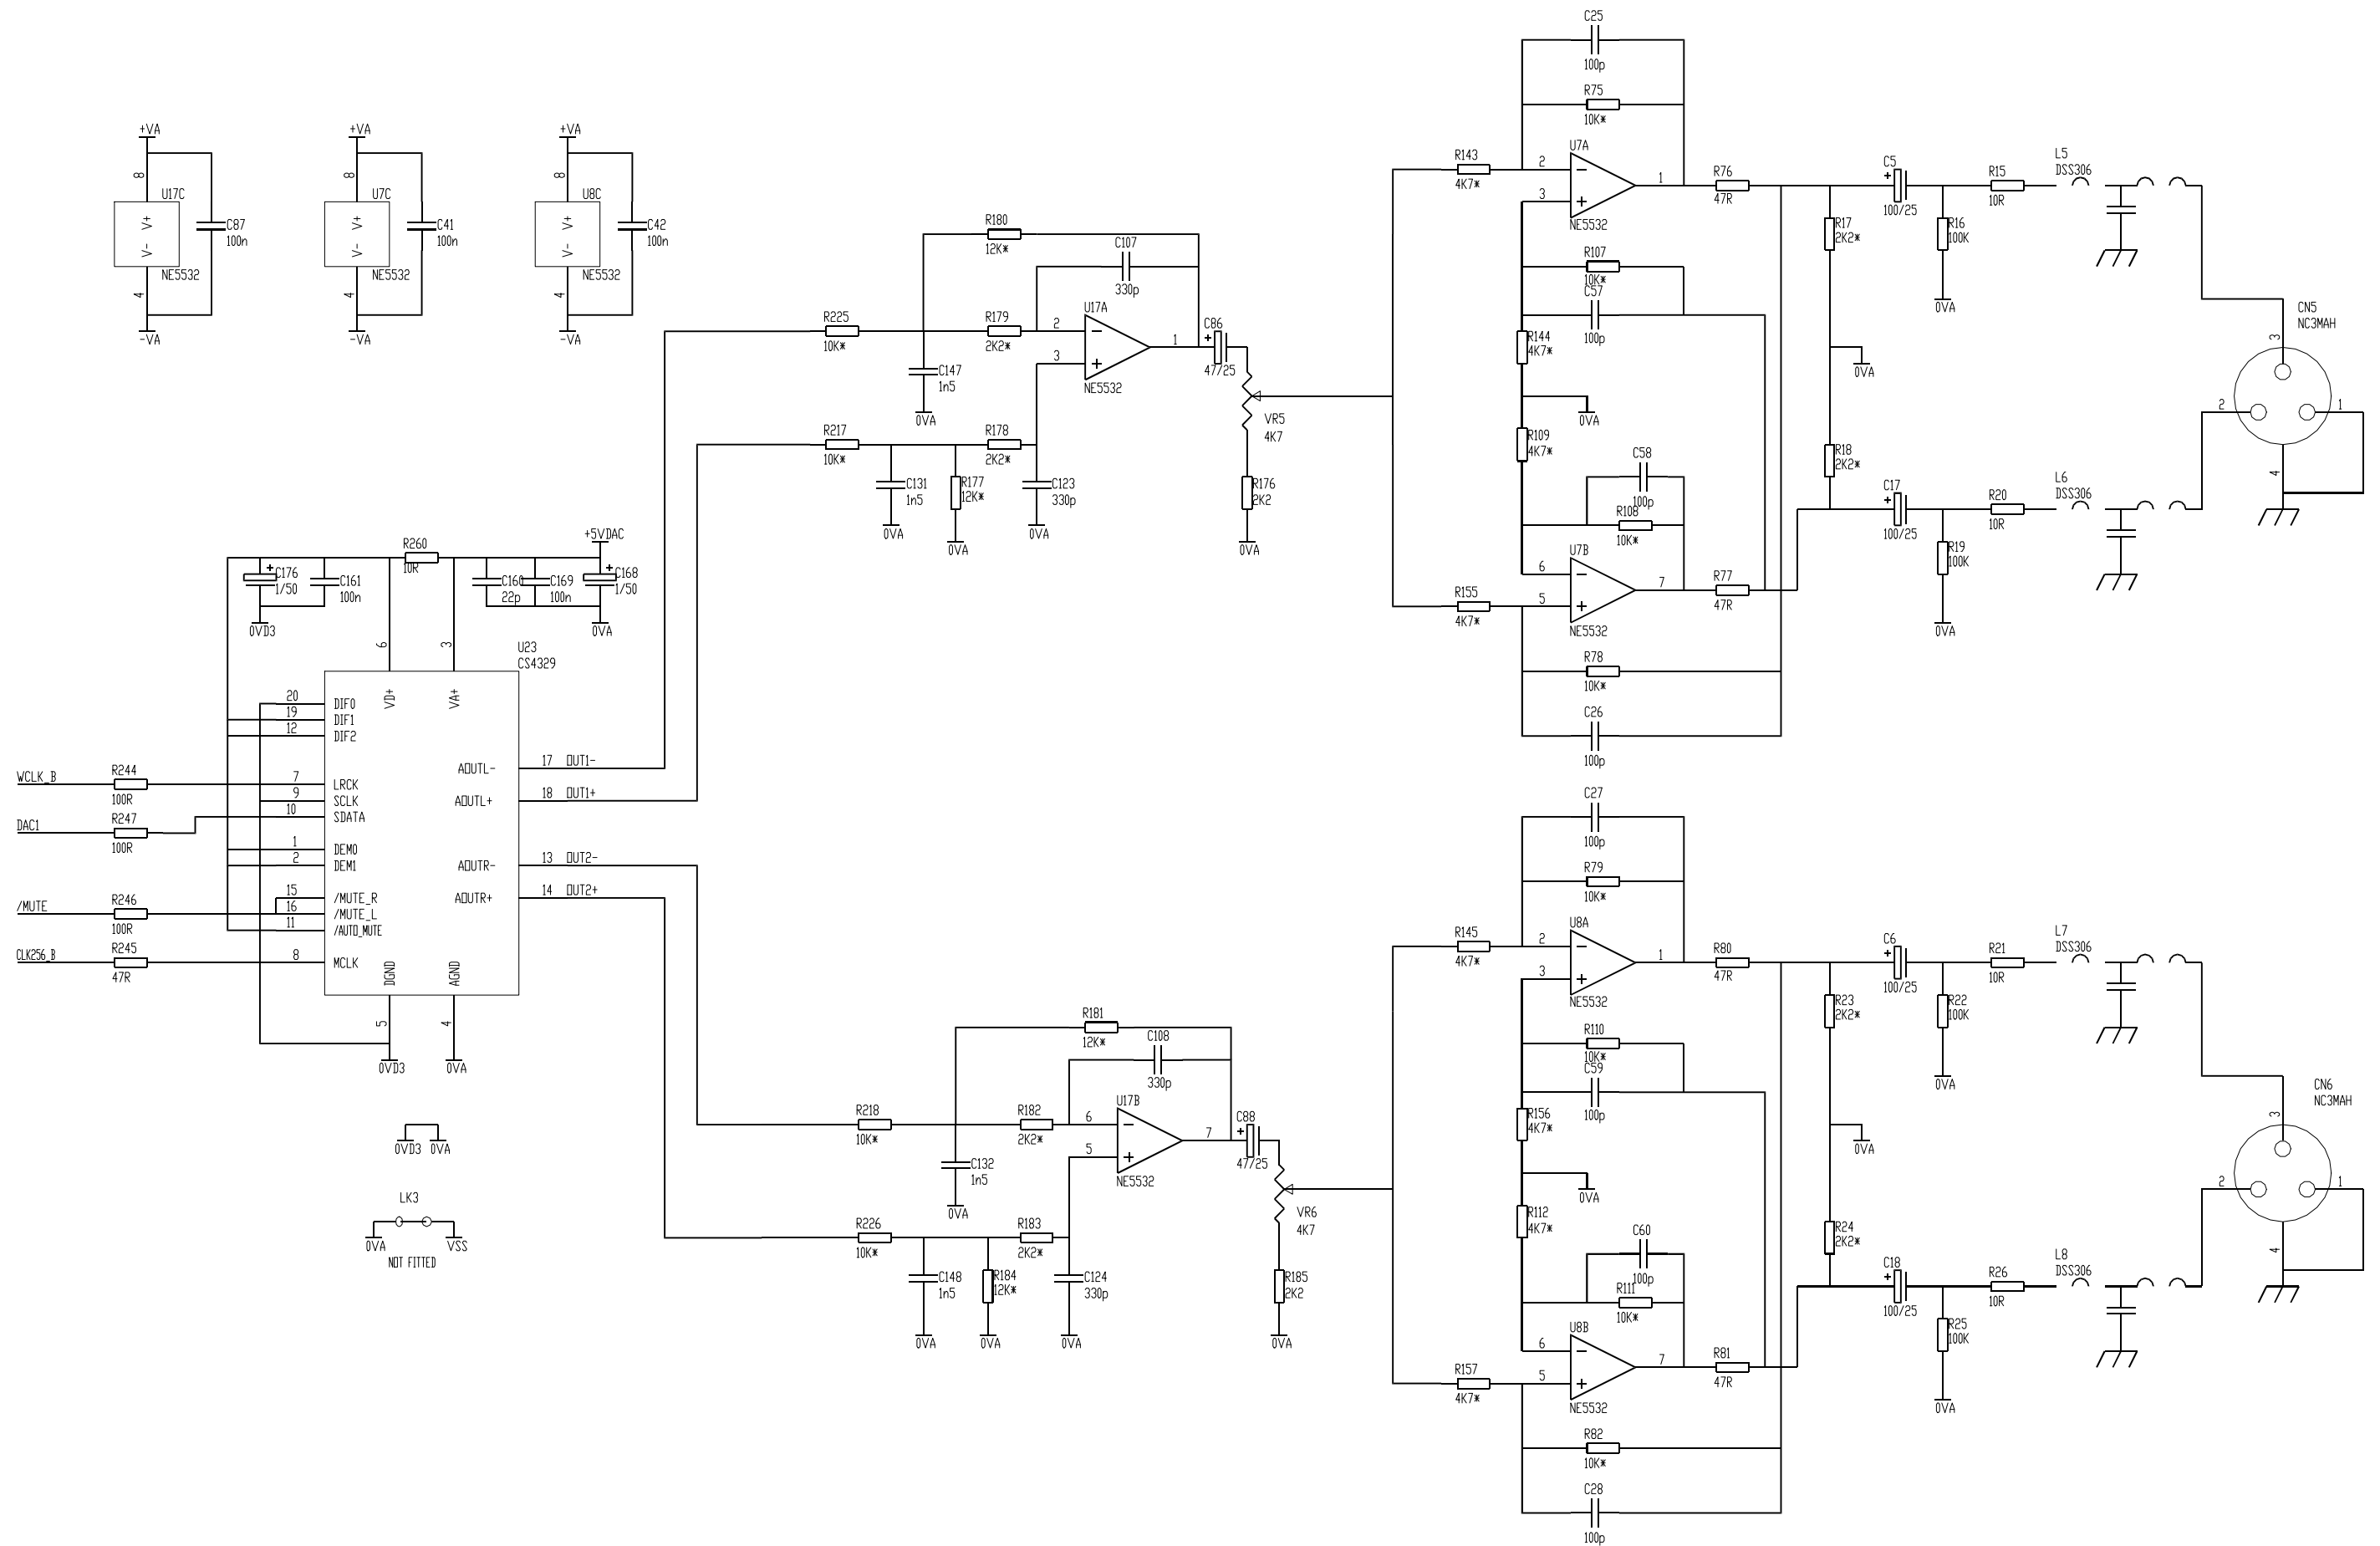 C25
100p
R75
10K*
+VA
8
U17C
V+
V-
C87
100n
NE5532
4
-VA
+VA
8
U7C
V+
V-
C41
100n
NE5532
4
-VA
+VA
8
U8C
V+
V-
C42
100n
NE5532
4
-VA
R180
12K*
C107
330p
R225
10K*
R179
2K2*
C147
1n5
0VA
U17A
2
3
1
NE5532
C86
+
47/25
R217
10K*
R178
2K2*
C131
1n5
0VA
R177
12K*
0VA
C123
330p
0VA
VR5
4K7
R176
2K2
0VA
R143
4K7*
U7A
2
3
1
NE5532
R76
47R
R107
10K*
C57
100p
R144
4K7*
0VA
R109
4K7*
C58
100p
R108
10K*
U7B
6
5
7
NE5532
R77
47R
R155
4K7*
R78
10K*
C26
100p
R17
2K2*
0VA
R18
2K2*
C5
+
100/25
R16
100K
0VA
R15
10R
L5
DSS306
C17
+
100/25
R19
100K
0VA
R20
10R
L6
DSS306
CN5
NC3MAH
3
2
1
4
+5VDAC
R260
10R
+
C176
1/50
C161
100n
0VD3
C160
22p
C169
100n
+
C168
1/50
0VA
U23
CS4329
6
3
VD+
VA+
20
DIF0
19
DIF1
12
DIF2
WCLK_B
R244
100R
7
LRCK
9
SCLK
10
SDATA
DAC1
R247
100R
1
DEM0
2
DEM1
15
/MUTE_R
/MUTE
R246
100R
16
/MUTE_L
11
/AUTO_MUTE
CLK256_B
R245
47R
8
MCLK
AOUTL-
17
OUT1-
AOUTL+
18
OUT1+
AOUTR-
13
OUT2-
AOUTR+
14
OUT2+
DGND
AGND
5
4
0VD3
0VA
0VD3
0VA
LK3
0VA
VSS
NOT FITTED
R181
12K*
C108
330p
R218
10K*
R182
2K2*
C132
1n5
0VA
U17B
6
5
7
NE5532
C88
+
47/25
R226
10K*
R183
2K2*
C148
1n5
0VA
R184
12K*
0VA
C124
330p
0VA
VR6
4K7
R185
2K2
0VA
C27
100p
R79
10K*
R145
4K7*
U8A
2
3
1
NE5532
R80
47R
R110
10K*
C59
100p
R156
4K7*
0VA
R112
4K7*
C60
100p
R111
10K*
U8B
6
5
7
NE5532
R81
47R
R157
4K7*
R82
10K*
C28
100p
R23
2K2*
0VA
R24
2K2*
C6
+
100/25
R22
100K
0VA
R21
10R
L7
DSS306
C18
+
100/25
R25
100K
0VA
R26
10R
L8
DSS306
CN6
NC3MAH
3
2
1
4